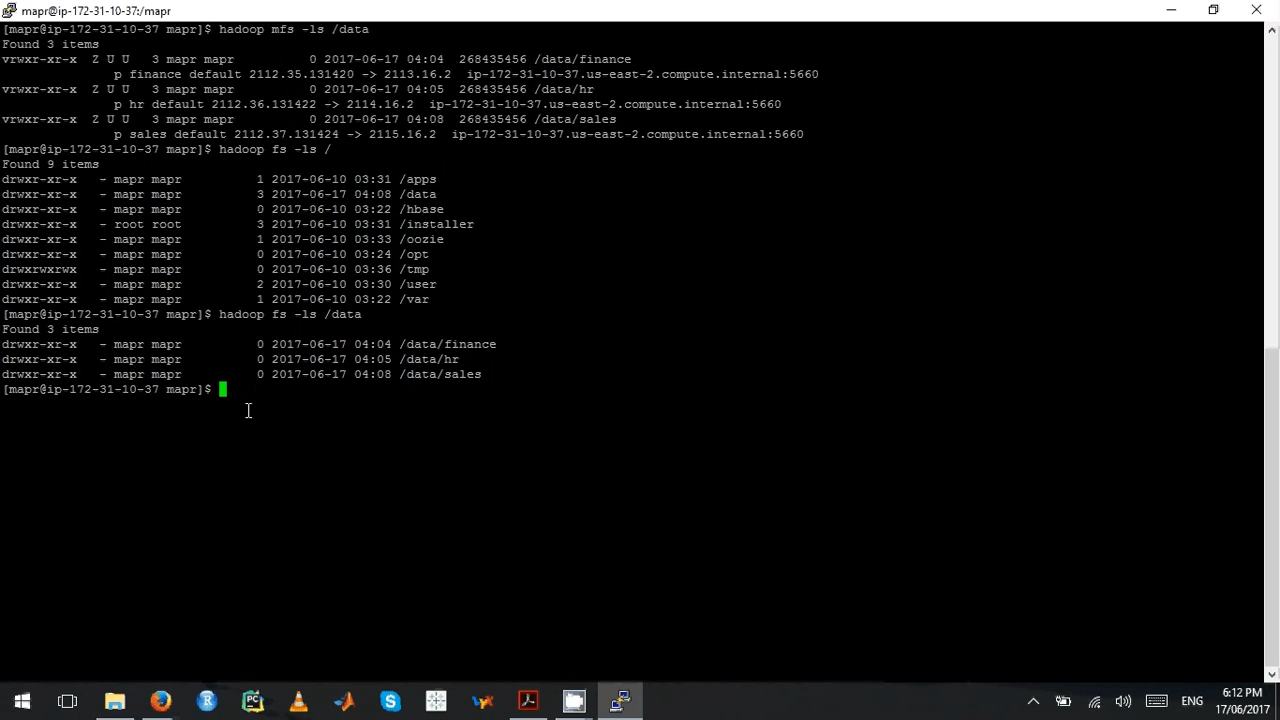 mapr@ip-172-31-10-37:/mapr
[mapr@ip-172-31-10-37 mapr]$ hadoop mfs -ls /data
Found 3 items
vrwxr-xr-x  Z U U   3 mapr mapr          0 2017-06-17 04:04  268435456 /data/finance
               p finance default 2112.35.131420 -> 2113.16.2  ip-172-31-10-37.us-east-2.compute.internal:5660
vrwxr-xr-x  Z U U   3 mapr mapr          0 2017-06-17 04:05  268435456 /data/hr
               p hr default 2112.36.131422 -> 2114.16.2  ip-172-31-10-37.us-east-2.compute.internal:5660
vrwxr-xr-x  Z U U   3 mapr mapr          0 2017-06-17 04:08  268435456 /data/sales
               p sales default 2112.37.131424 -> 2115.16.2  ip-172-31-10-37.us-east-2.compute.internal:5660
[mapr@ip-172-31-10-37 mapr]$ hadoop fs -ls /
Found 9 items
drwxr-xr-x   - mapr mapr          1 2017-06-10 03:31 /apps
drwxr-xr-x   - mapr mapr          3 2017-06-17 04:08 /data
drwxr-xr-x   - mapr mapr          0 2017-06-10 03:22 /hbase
drwxr-xr-x   - root root          3 2017-06-10 03:31 /installer
drwxr-xr-x   - mapr mapr          1 2017-06-10 03:33 /oozie
drwxr-xr-x   - mapr mapr          0 2017-06-10 03:24 /opt
drwxrwxrwx   - mapr mapr          0 2017-06-10 03:36 /tmp
drwxr-xr-x   - mapr mapr          2 2017-06-10 03:30 /user
drwxr-xr-x   - mapr mapr          1 2017-06-10 03:22 /var
[mapr@ip-172-31-10-37 mapr]$ hadoop fs -ls /data
Found 3 items
drwxr-xr-x   - mapr mapr          0 2017-06-17 04:04 /data/finance
drwxr-xr-x   - mapr mapr          0 2017-06-17 04:05 /data/hr
drwxr-xr-x   - mapr mapr          0 2017-06-17 04:08 /data/sales
[mapr@ip-172-31-10-37 mapr]$
ENG
6:12 PM
17/06/2017